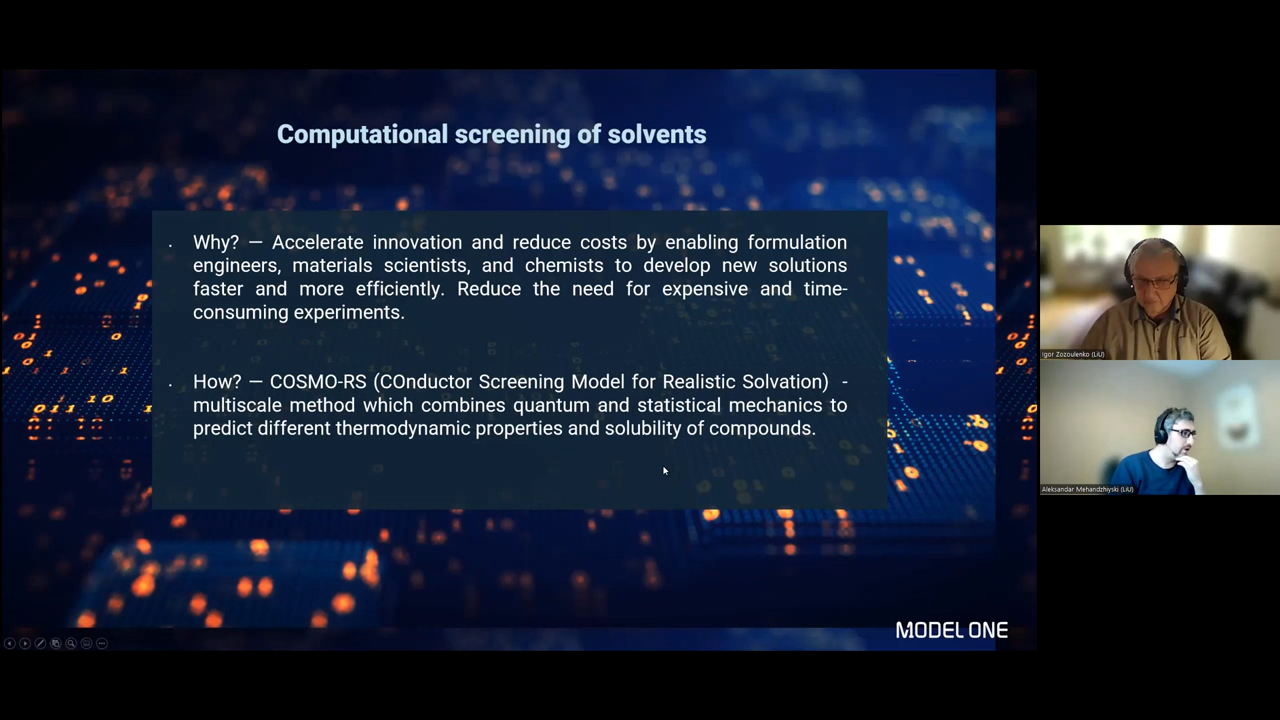 Computational screening of solvents
. Why? — Accelerate innovation and reduce costs by enabling formulation
engineers, materials scientists, and chemists to develop new solutions
faster and more efficiently. Reduce the need for expensive and time-
consuming experiments.
. How? — COSMO-RS (COnductor Screening Model for Realistic Solvation) -
multiscale method which combines quantum and statistical mechanics to
predict different thermodynamic properties and solubility of compounds.
MODEL ONE
Igor Zozoulenko (LiU)
Aleksandar Mehandzhiyski (LiU)